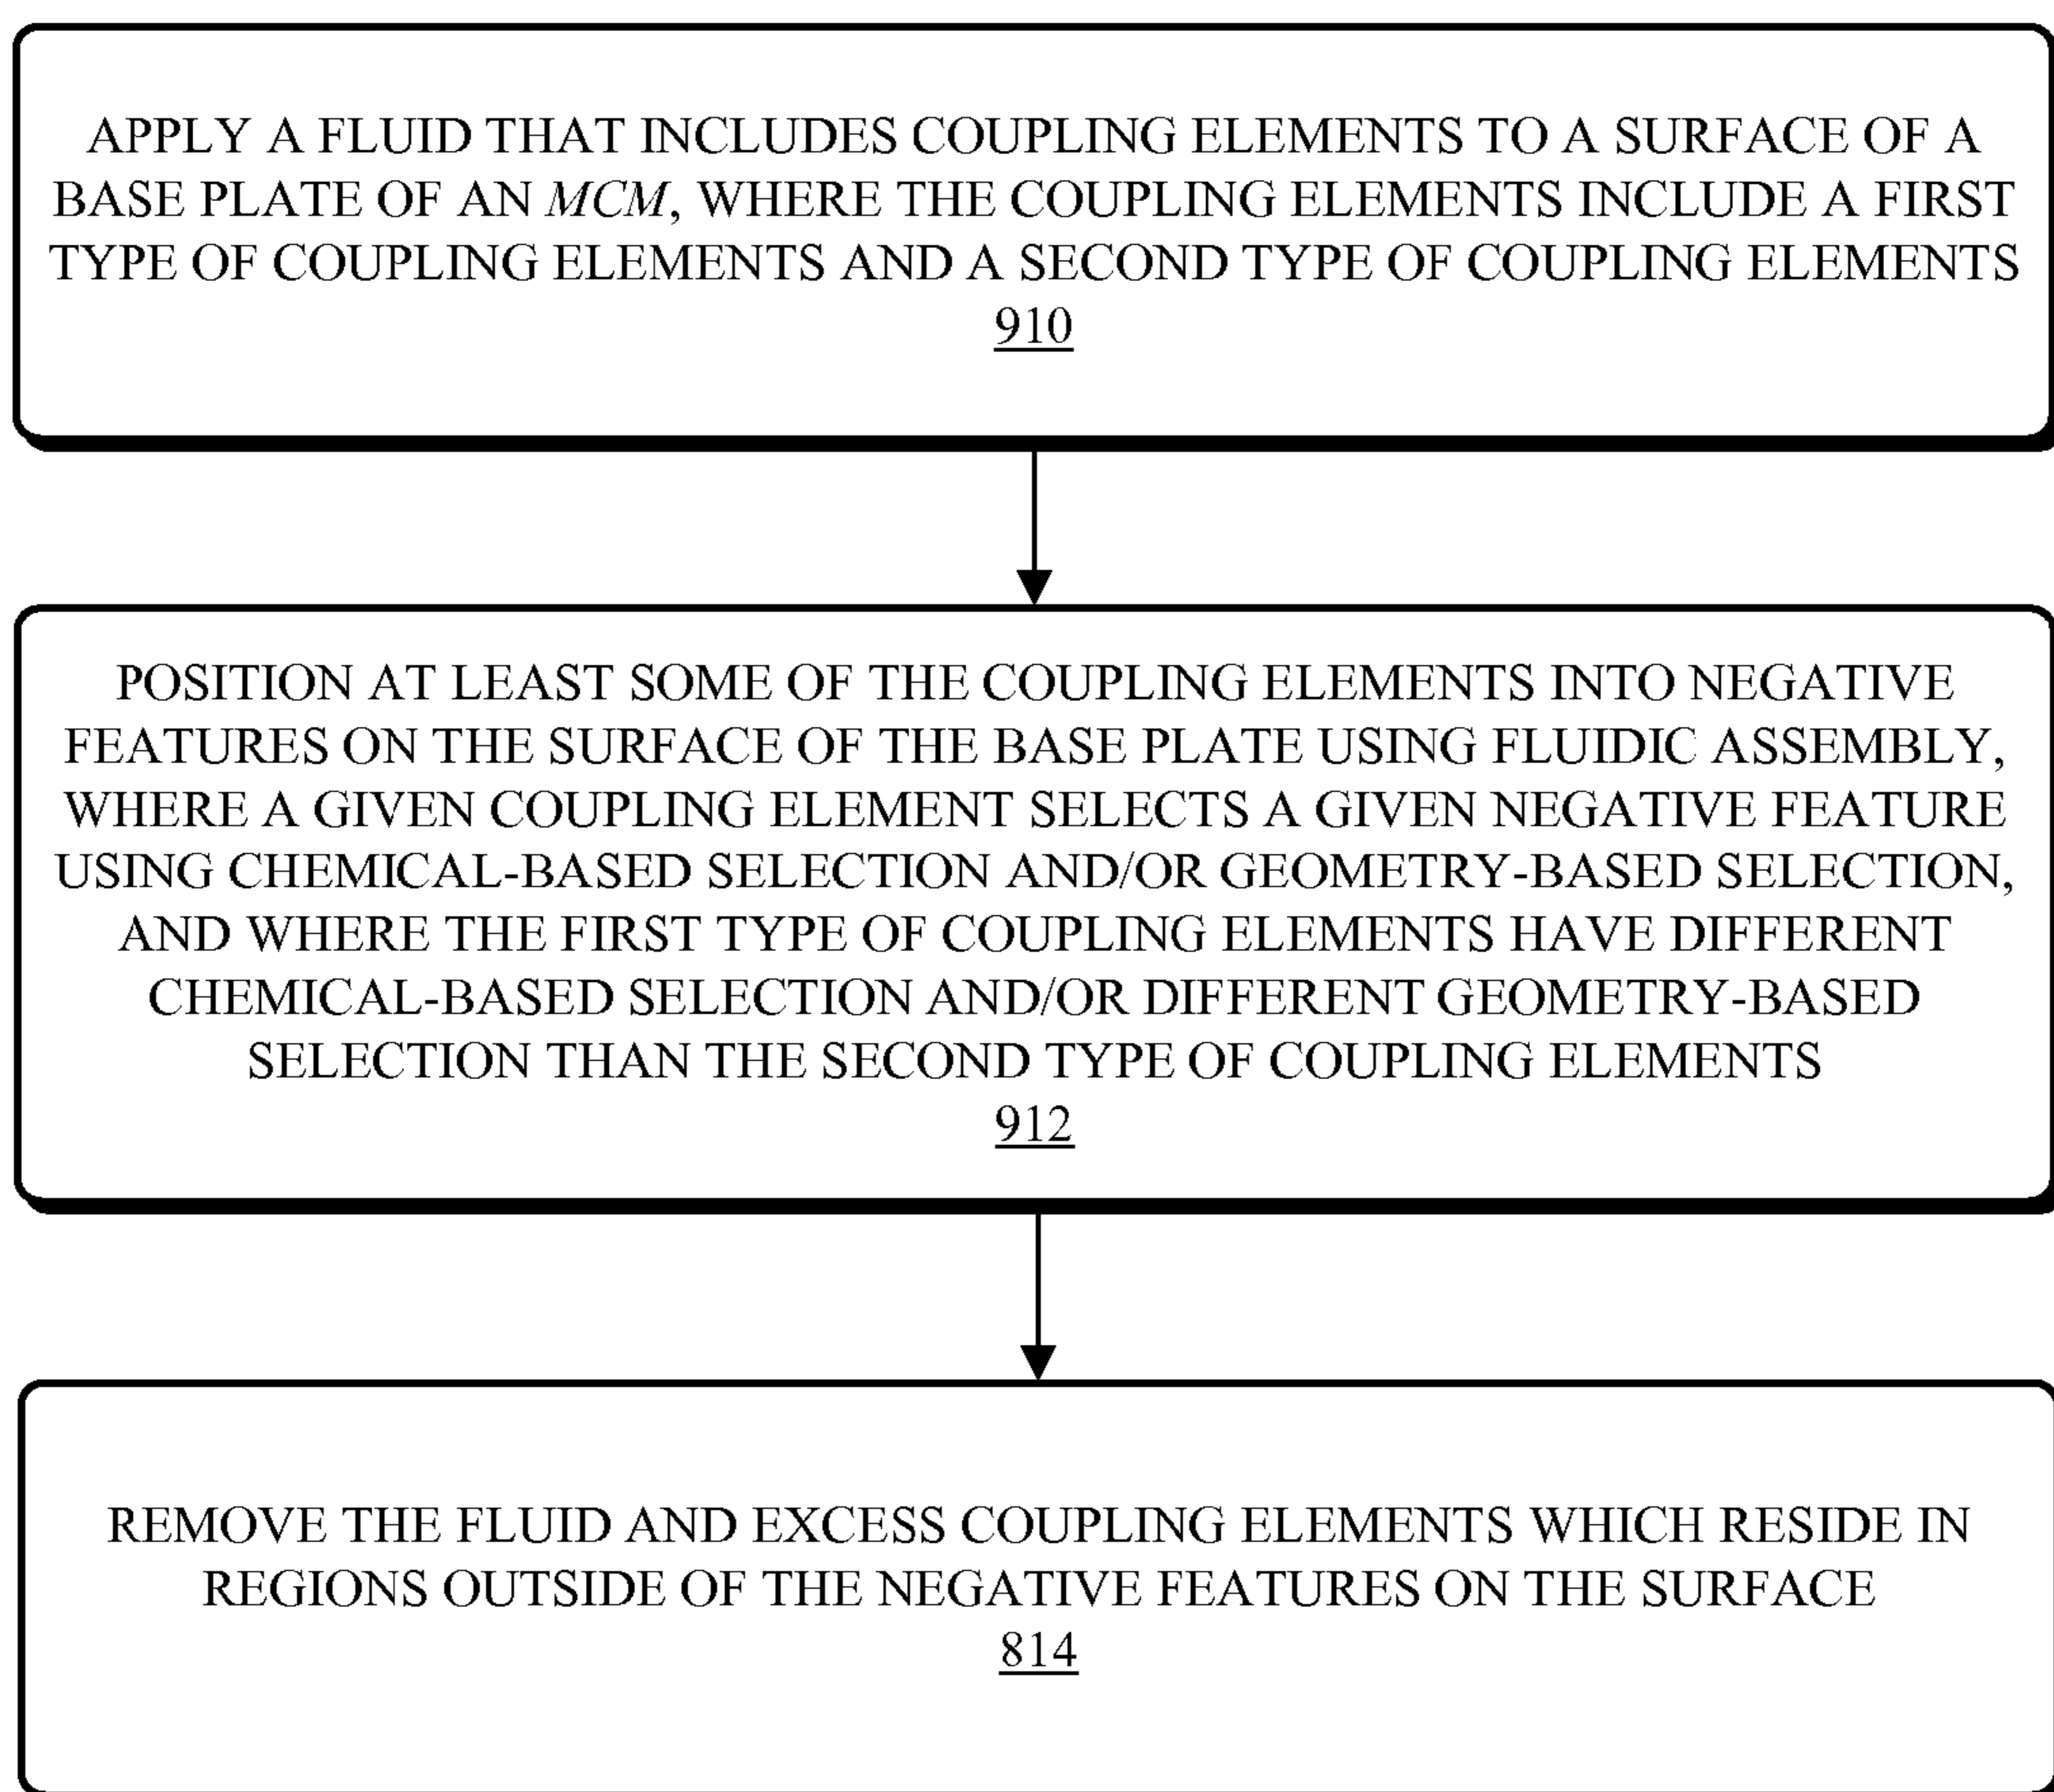 APPLY A FLUID THAT INCLUDES COUPLING ELEMENTS TO A SURFACE OF A
BASE PLATE OF AN MCM, WHERE THE COUPLING ELEMENTS INCLUDE A FIRST
TYPE OF COUPLING ELEMENTS AND A SECOND TYPE OF COUPLING ELEMENTS
910
POSITION AT LEAST SOME OF THE COUPLING ELEMENTS INTO NEGATIVE
FEATURES ON THE SURFACE OF THE BASE PLATE USING FLUIDIC ASSEMBLY,
WHERE A GIVEN COUPLING ELEMENT SELECTS A GIVEN NEGATIVE FEATURE
USING CHEMICAL-BASED SELECTION AND/OR GEOMETRY-BASED SELECTION,
AND WHERE THE FIRST TYPE OF COUPLING ELEMENTS HAVE DIFFERENT
CHEMICAL-BASED SELECTION AND/OR DIFFERENT GEOMETRY-BASED
SELECTION THAN THE SECOND TYPE OF COUPLING ELEMENTS
912
REMOVE THE FLUID AND EXCESS COUPLING ELEMENTS WHICH RESIDE IN
REGIONS OUTSIDE OF THE NEGATIVE FEATURES ON THE SURFACE
814